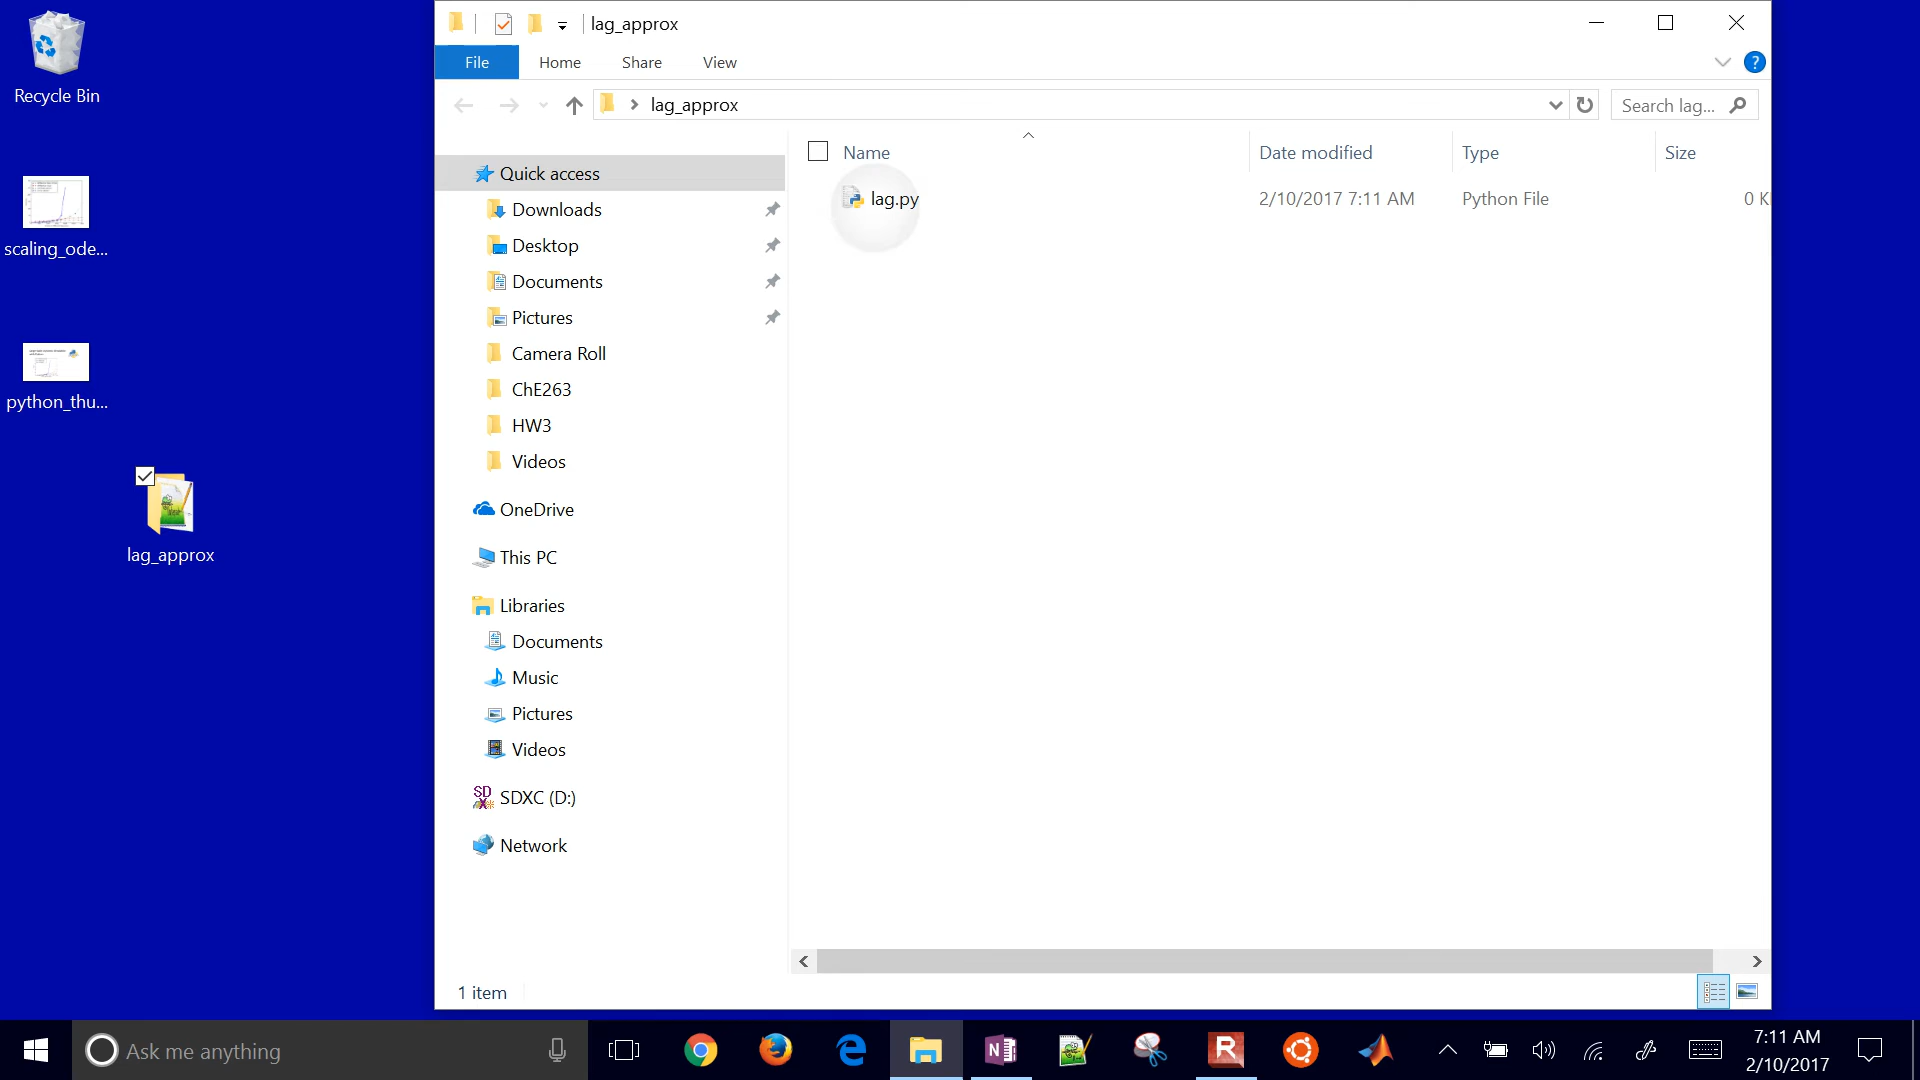 Recycle Bin
scaling_ode...
python_thu...
lag_approx
lag_approx
File Home Share View
?
lag_approx
Search lag...
Quick access
Downloads
Desktop
Documents
Pictures
Camera Roll
ChE263
HW3
Videos
OneDrive
This PC
Libraries
Documents
Music
Pictures
Videos
SDXC (D:)
Network
Name Date modified Type Size
lag.py 2/10/2017 7:11 AM Python File 0 K
1 item
Ask me anything
7:11 AM
2/10/2017